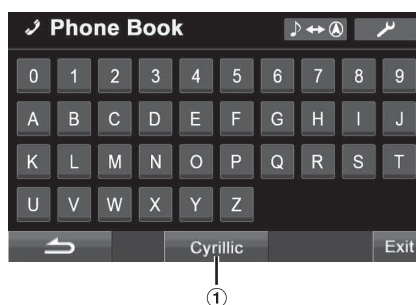 Phone Book
0 1 2 3 4 5 6 7 8 9
A B C D E F G H I J
K L M N O P Q R S T
U V W X Y Z
Cyrillic Exit
1